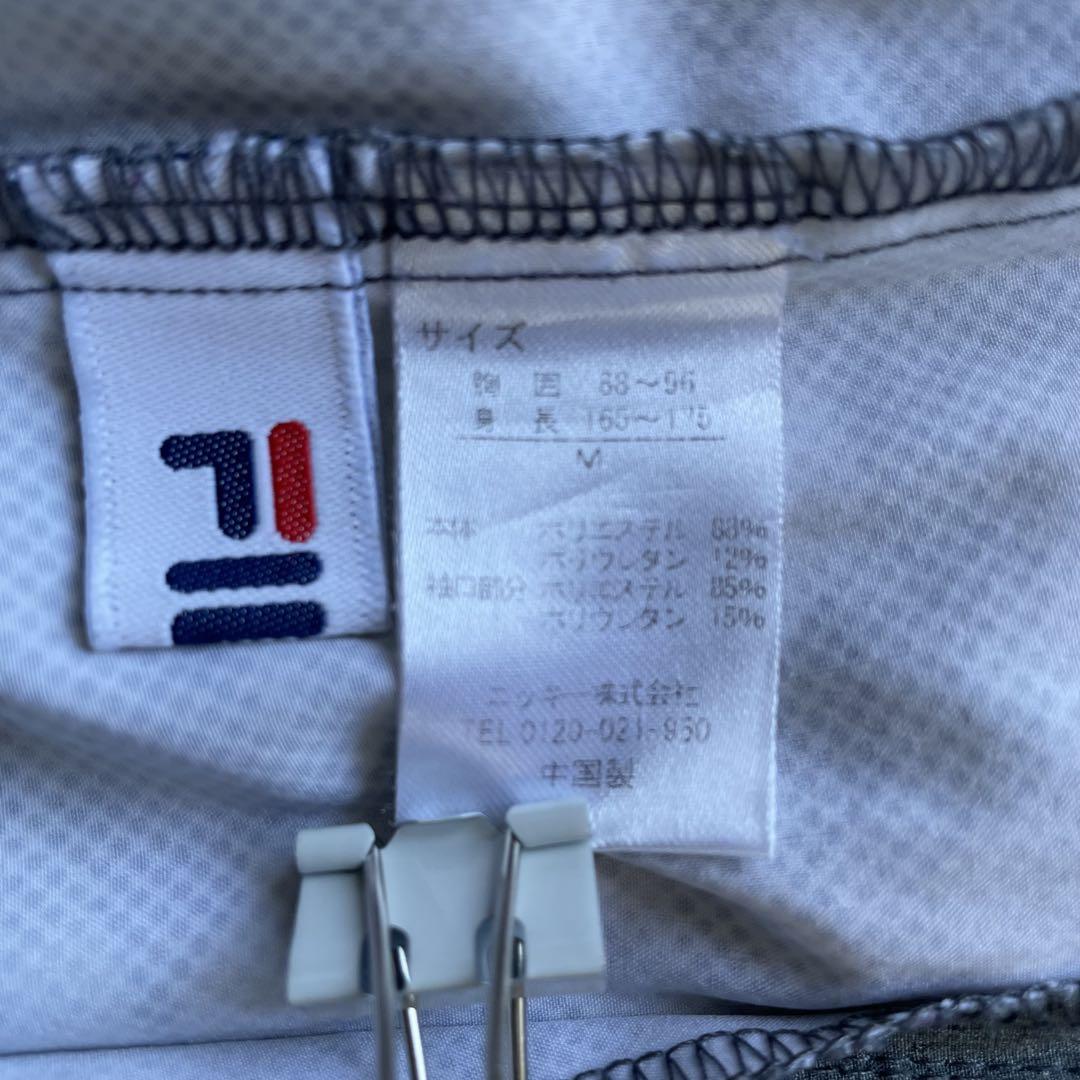 サイズ
胸 囲 88〜96
身 長 165〜175
M
本体 ポリエステル 88%
ポリウレタン 12%
袖口部分 ポリエステル 85%
ポリウレタン 15%
ニッキー株式会社
TEL 0120-021-950
中国製